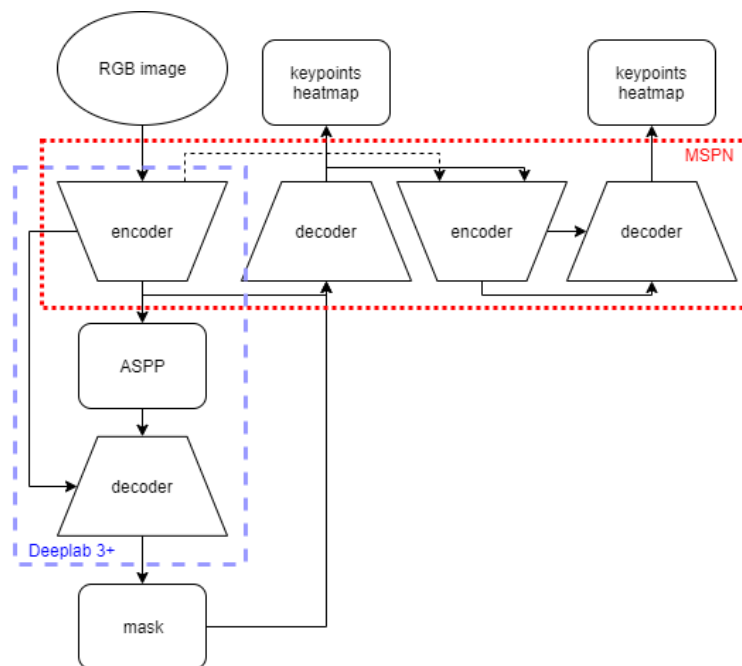 RGB image
keypoints
heatmap
keypoints
heatmap
MSPN
encoder
decoder
encoder
decoder
ASPP
decoder
Deeplab 3+
mask